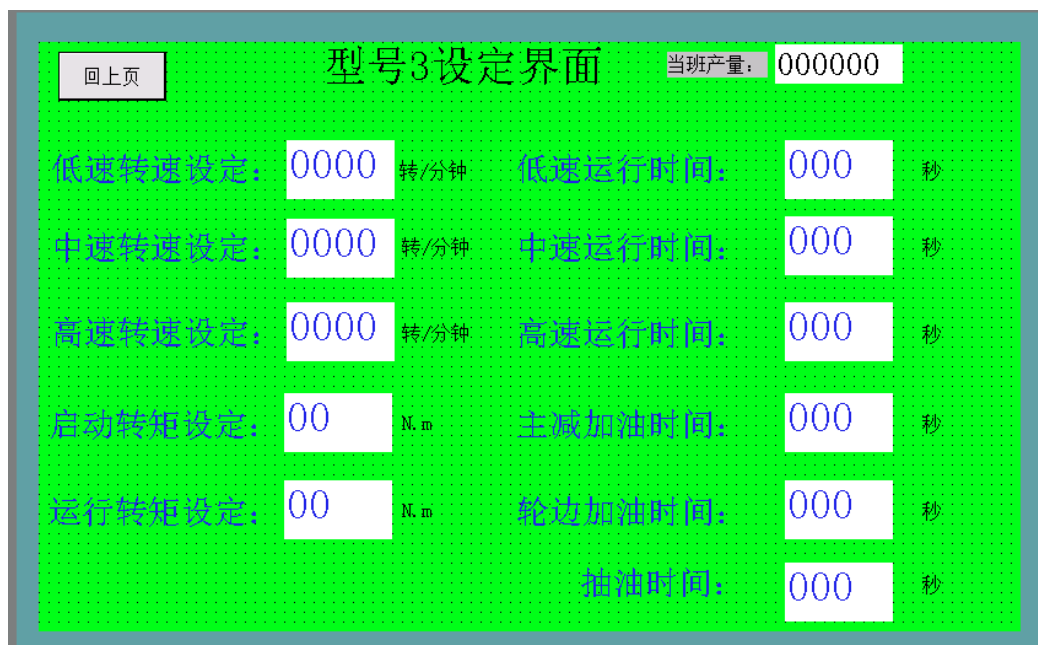 回上页 型号3设定界面 当班产量： 000000
低速转速设定： 0000 转/分钟 低速运行时间： 000 秒
中速转速设定： 0000 转/分钟 中速运行时间： 000 秒
高速转速设定： 0000 转/分钟 高速运行时间： 000 秒
启动转矩设定： 00 N.m 主减加油时间： 000 秒
运行转矩设定： 00 N.m 轮边加油时间： 000 秒
抽油时间： 000 秒